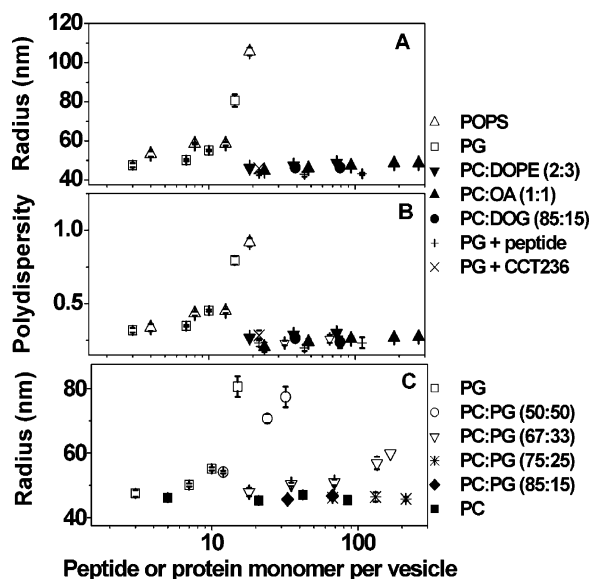 120
100
80
60
40
Radius (nm)
A
1.0
0.5
Polydispersity
B
80
60
40
Radius (nm)
C
10
100
Peptide or protein monomer per vesicle
POPS
PG
PC:DOPE (2:3)
PC:OA (1:1)
PC:DOG (85:15)
PG + peptide
PG + CCT236
PG
PC:PG (50:50)
PC:PG (67:33)
PC:PG (75:25)
PC:PG (85:15)
PC